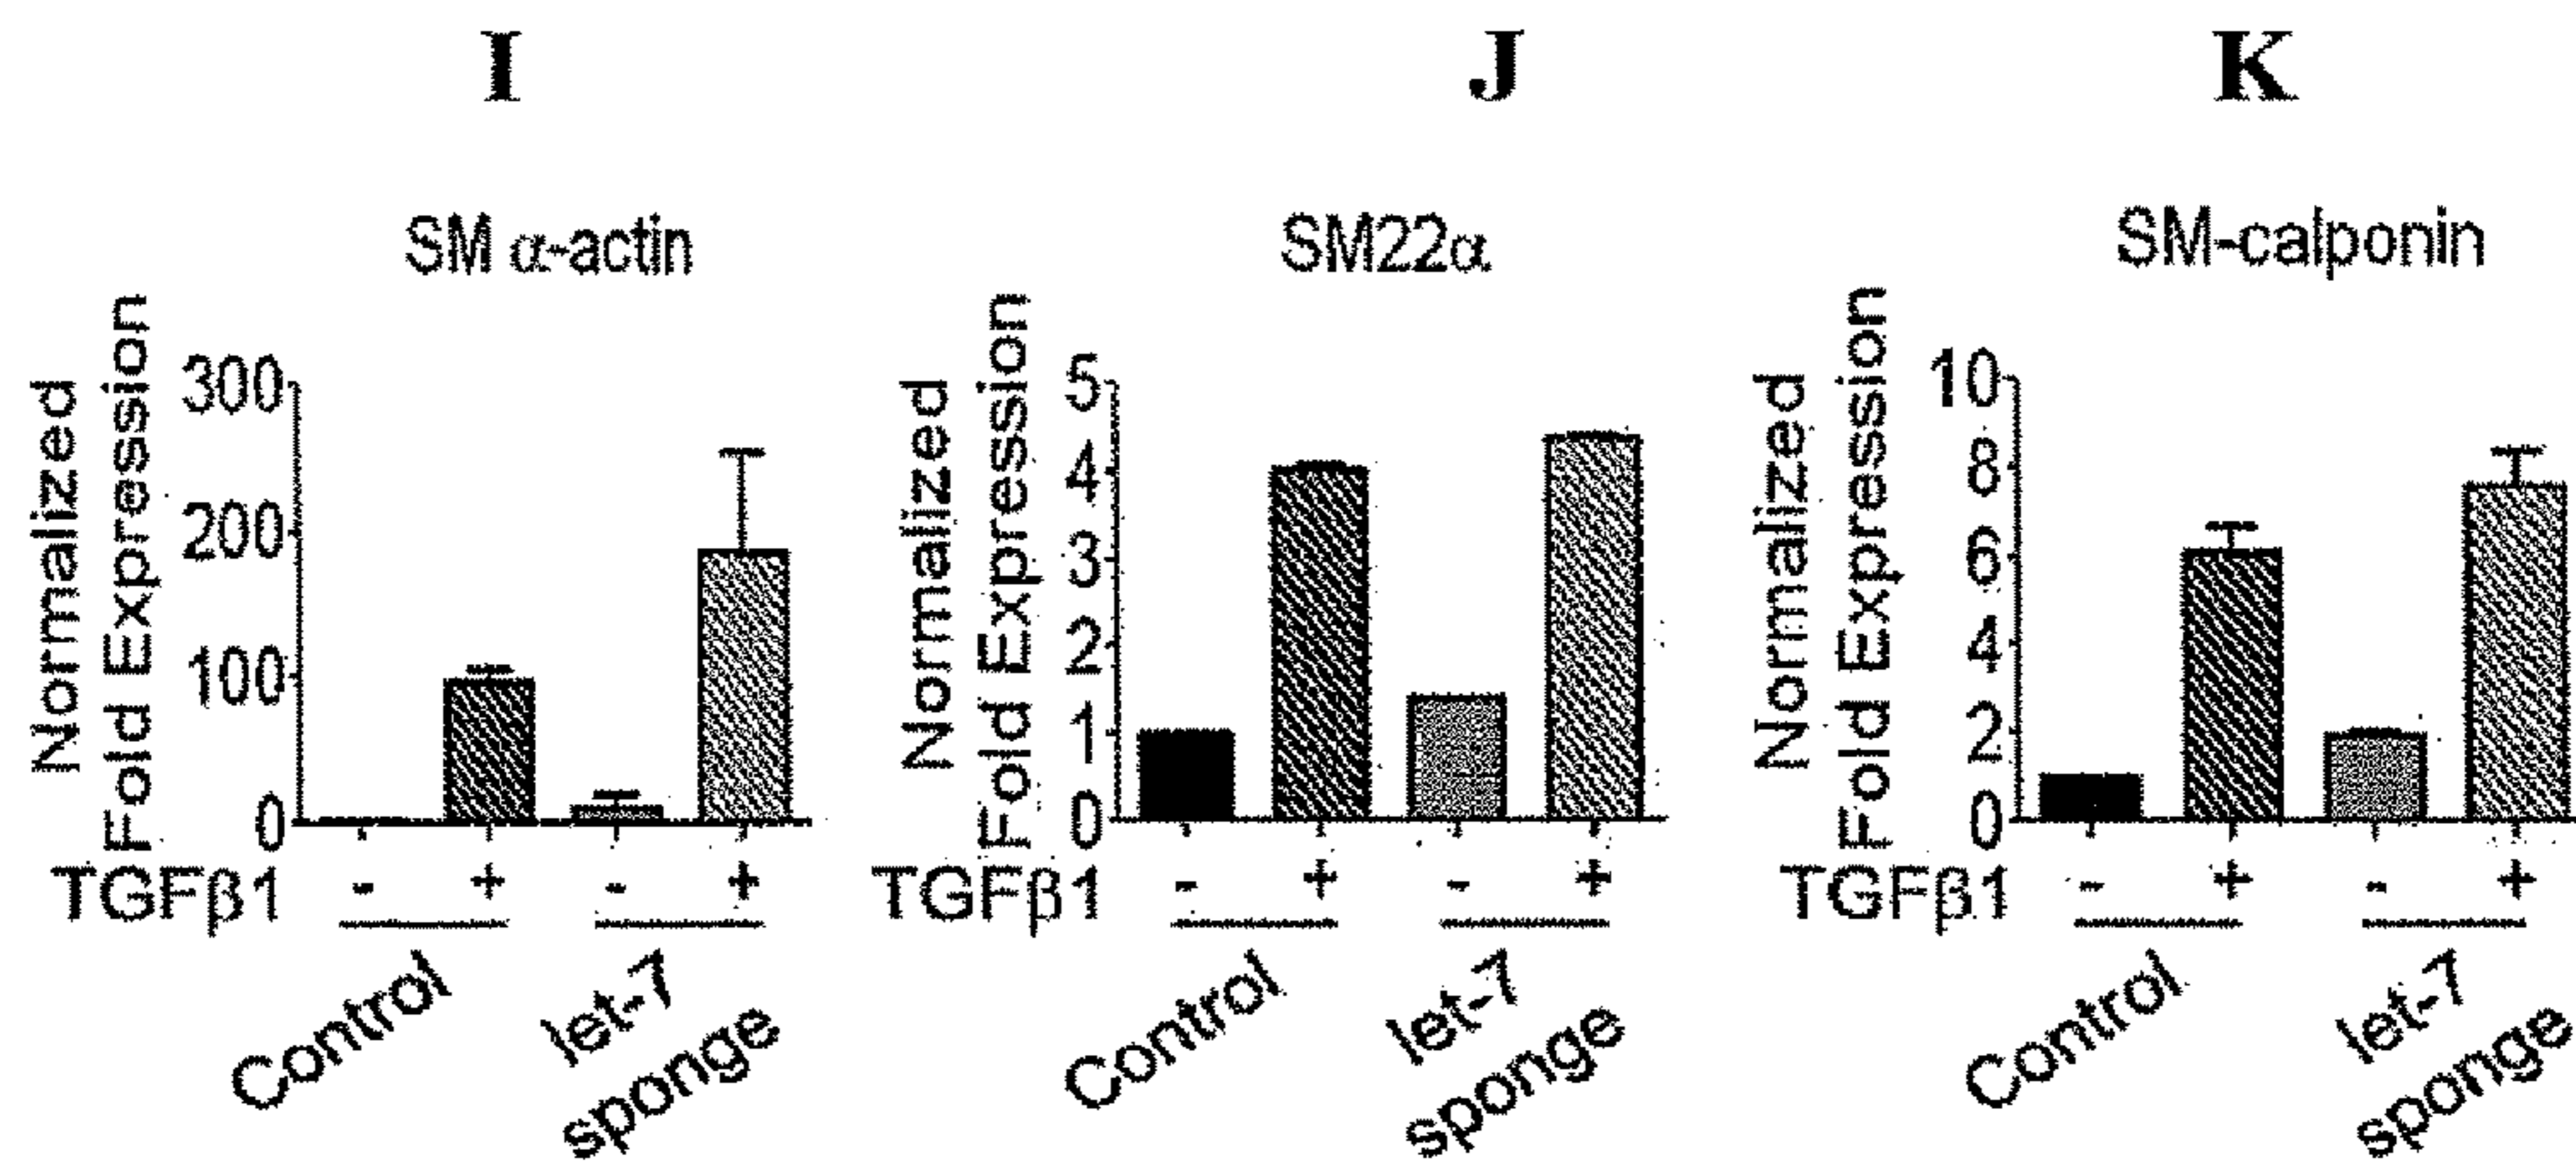 I
SM α-actin
Normalized
Fold Expression
300
200
100
0
TGFβ1 - + - +
Control
let-7
sponge
J
SM22α
Normalized
Fold Expression
5
4
3
2
1
0
TGFβ1 - + - +
Control
let-7
sponge
K
SM-calponin
Normalized
Fold Expression
10
8
6
4
2
0
TGFβ1 - + - +
Control
let-7
sponge